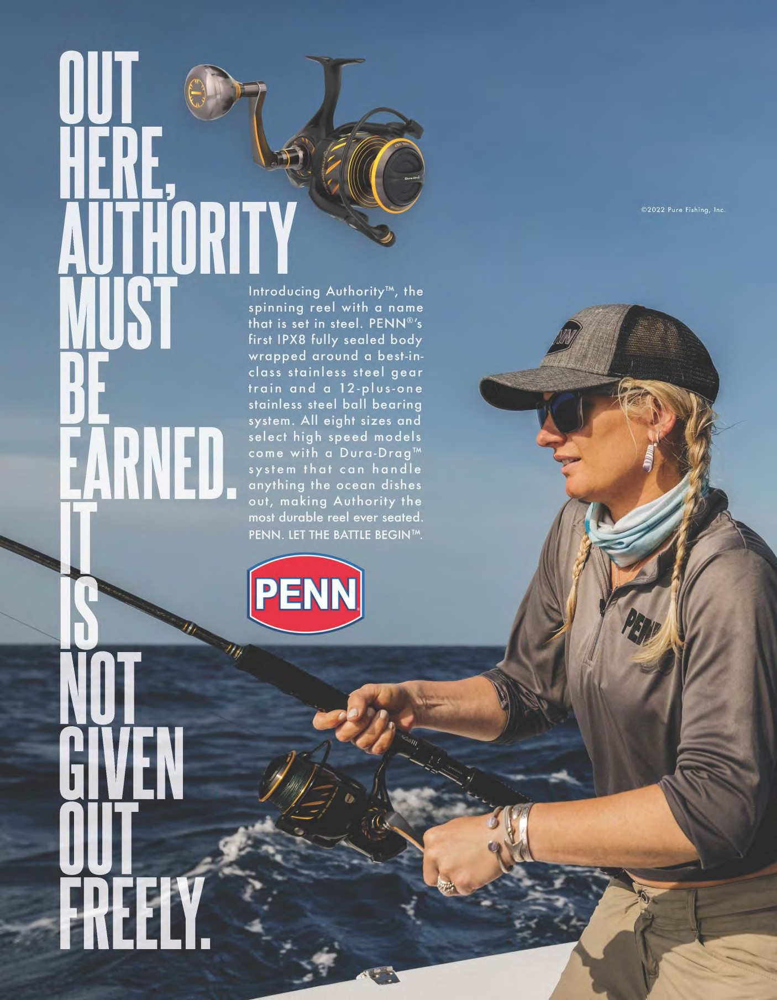 OUT
HERE,
AUTHORITY
MUST
BE
EARNED.
IT
IS
NOT
GIVEN
OUT
FREELY.
Dura-Drag
©2022 Pure Fishing, Inc.
Introducing Authority™, the
spinning reel with a name
that is set in steel. PENN®'s
first IPX8 fully sealed body
wrapped around a best-in-
class stainless steel gear
train and a 12-plus-one
stainless steel ball bearing
system. All eight sizes and
select high speed models
come with a Dura-Drag™
system that can handle
anything the ocean dishes
out, making Authority the
most durable reel ever seated.
PENN. LET THE BATTLE BEGIN™.
PENN
PENN